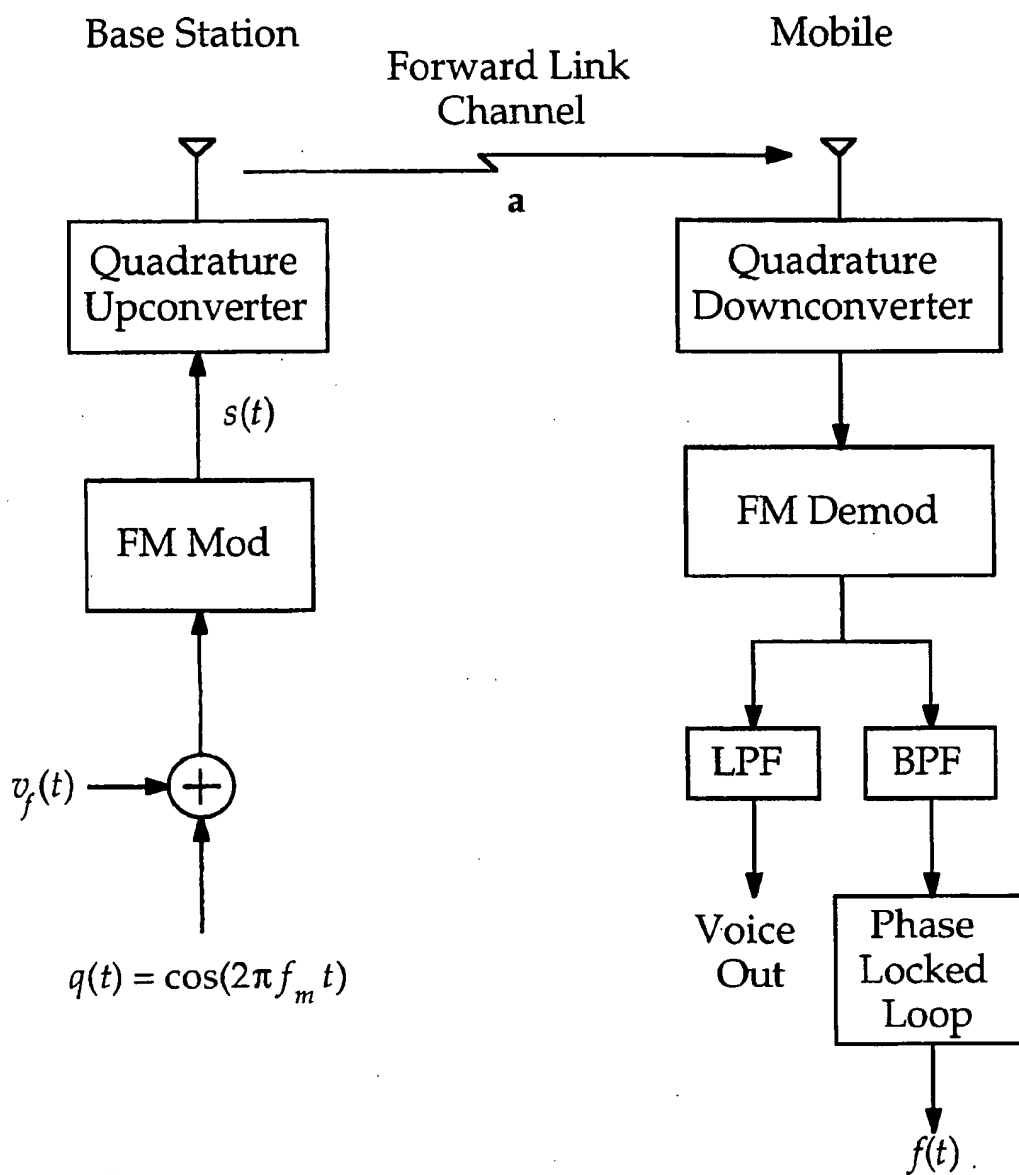 Base Station
Mobile
Forward Link
Channel
a
Quadrature
Upconverter
Quadrature
Downconverter
s(t)
FM Mod
FM Demod
v_f(t)
+
LPF
BPF
Voice
Out
Phase
Locked
Loop
q(t) = cos(2π f_m t)
f(t)